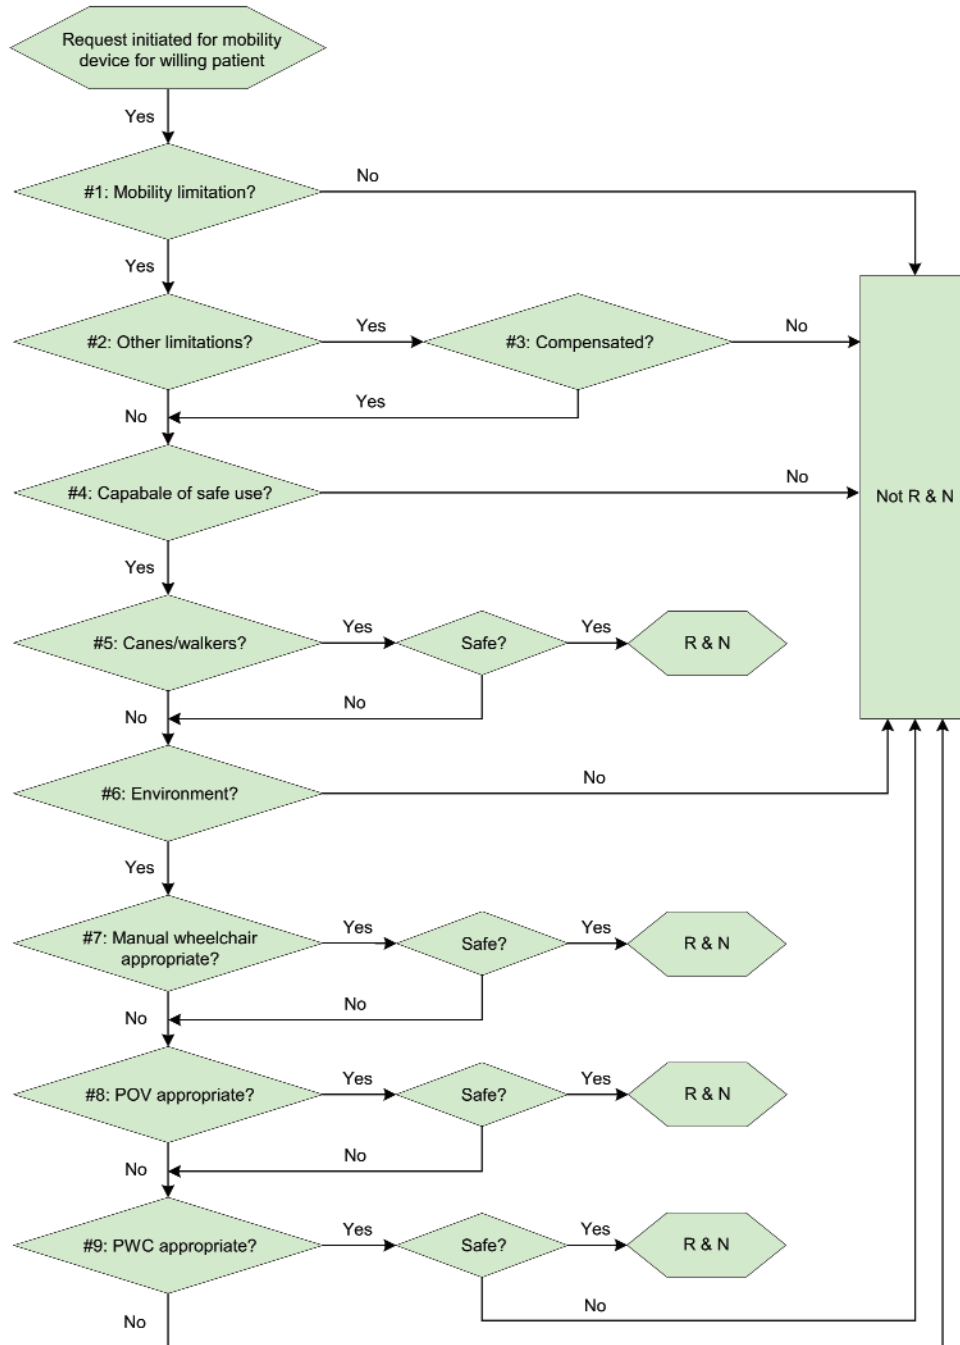 Request initiated for mobility
device for willing patient
Yes
#1: Mobility limitation?
No
Yes
#2: Other limitations?
Yes
#3: Compensated?
No
No
Yes
#4: Capabale of safe use?
No
Not R & N
Yes
#5: Canes/walkers?
Yes
Safe?
Yes
R & N
No
No
#6: Environment?
No
Yes
#7: Manual wheelchair
appropriate?
Yes
Safe?
Yes
R & N
No
No
#8: POV appropriate?
Yes
Safe?
Yes
R & N
No
No
#9: PWC appropriate?
Yes
Safe?
Yes
R & N
No
No